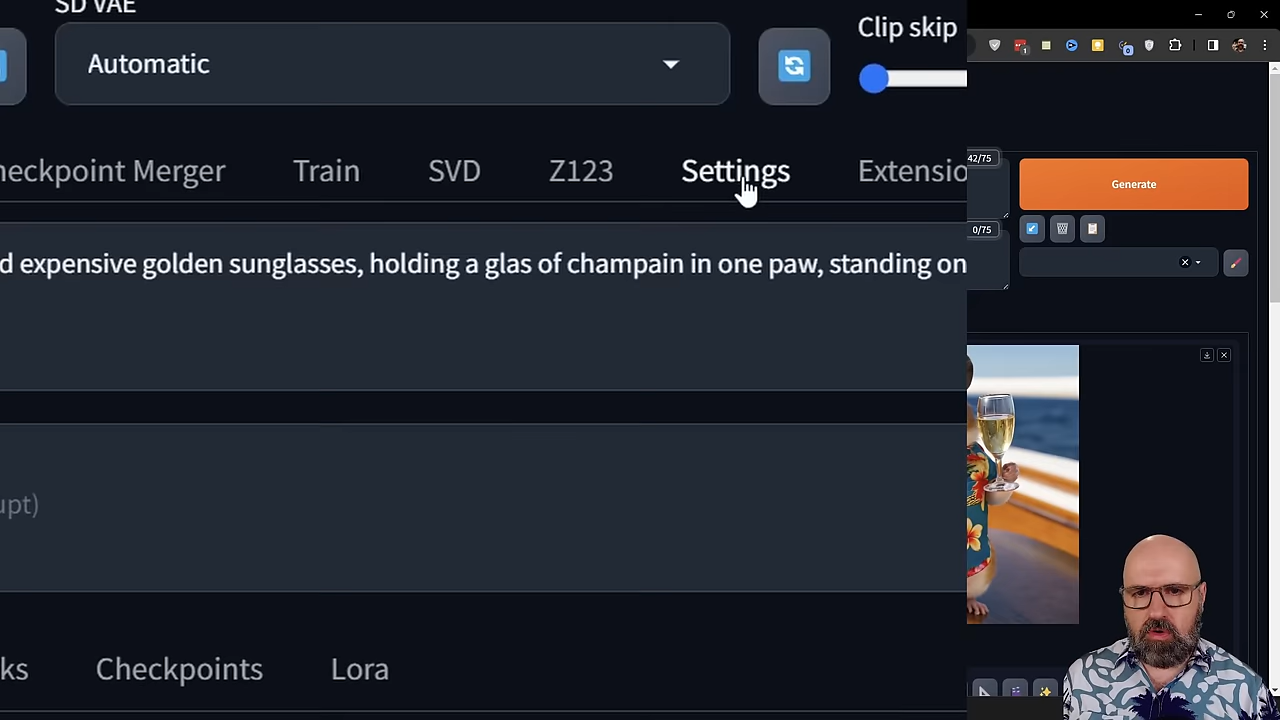 SD VAE
Clip skip
Automatic
heckpoint Merger
Train
SVD
Z123
Settings
Extensio
42/75
Generate
0/75
d expensive golden sunglasses, holding a glas of champain in one paw, standing on
upt)
ks
Checkpoints
Lora